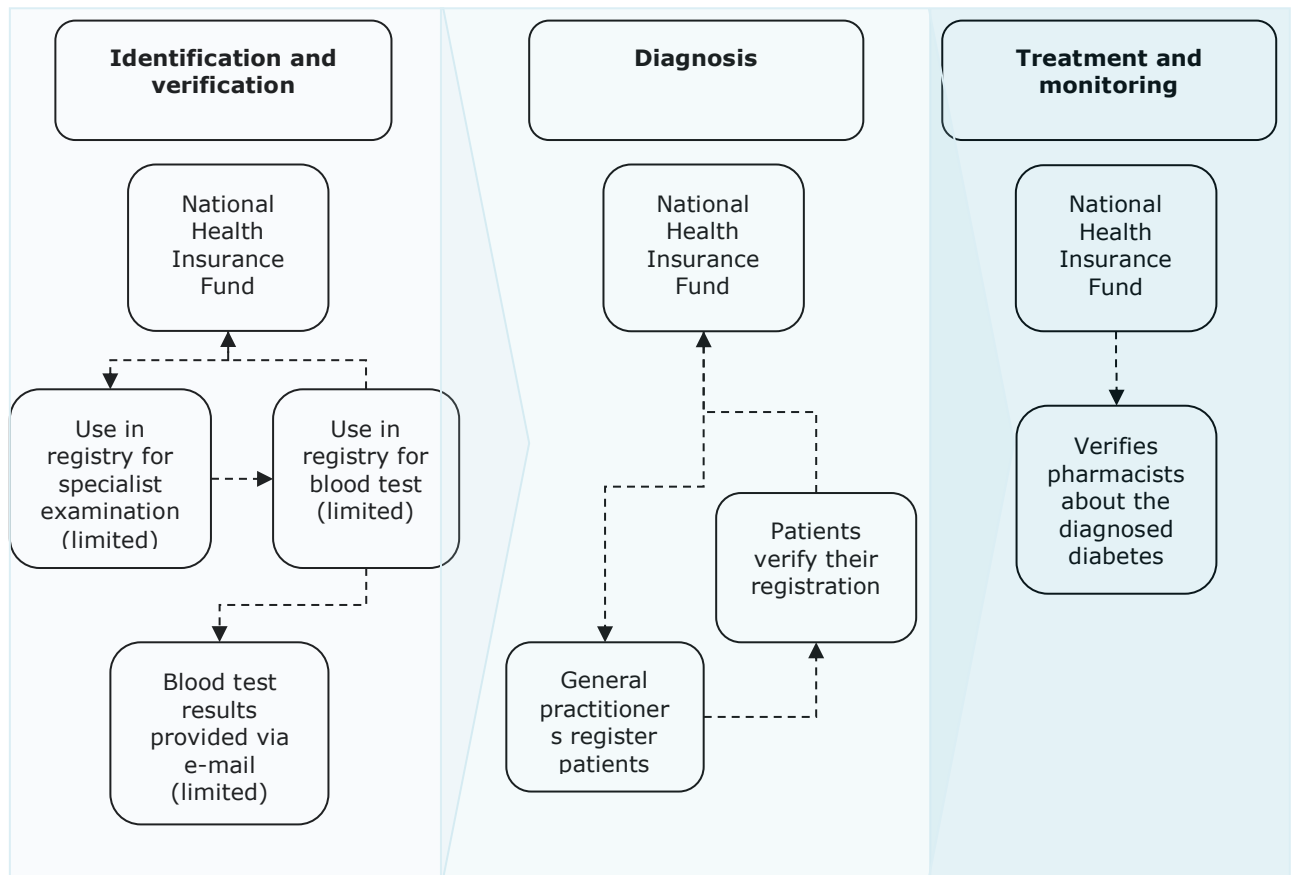 Identification and
verification
Diagnosis
Treatment and
monitoring
National
Health
Insurance
Fund
National
Health
Insurance
Fund
National
Health
Insurance
Fund
Use in
registry for
specialist
examination
(limited)
Use in
registry for
blood test
(limited)
Blood test
results
provided via
e-mail
(limited)
Patients
verify their
registration
General
practitioner
s register
patients
Verifies
pharmacists
about the
diagnosed
diabetes